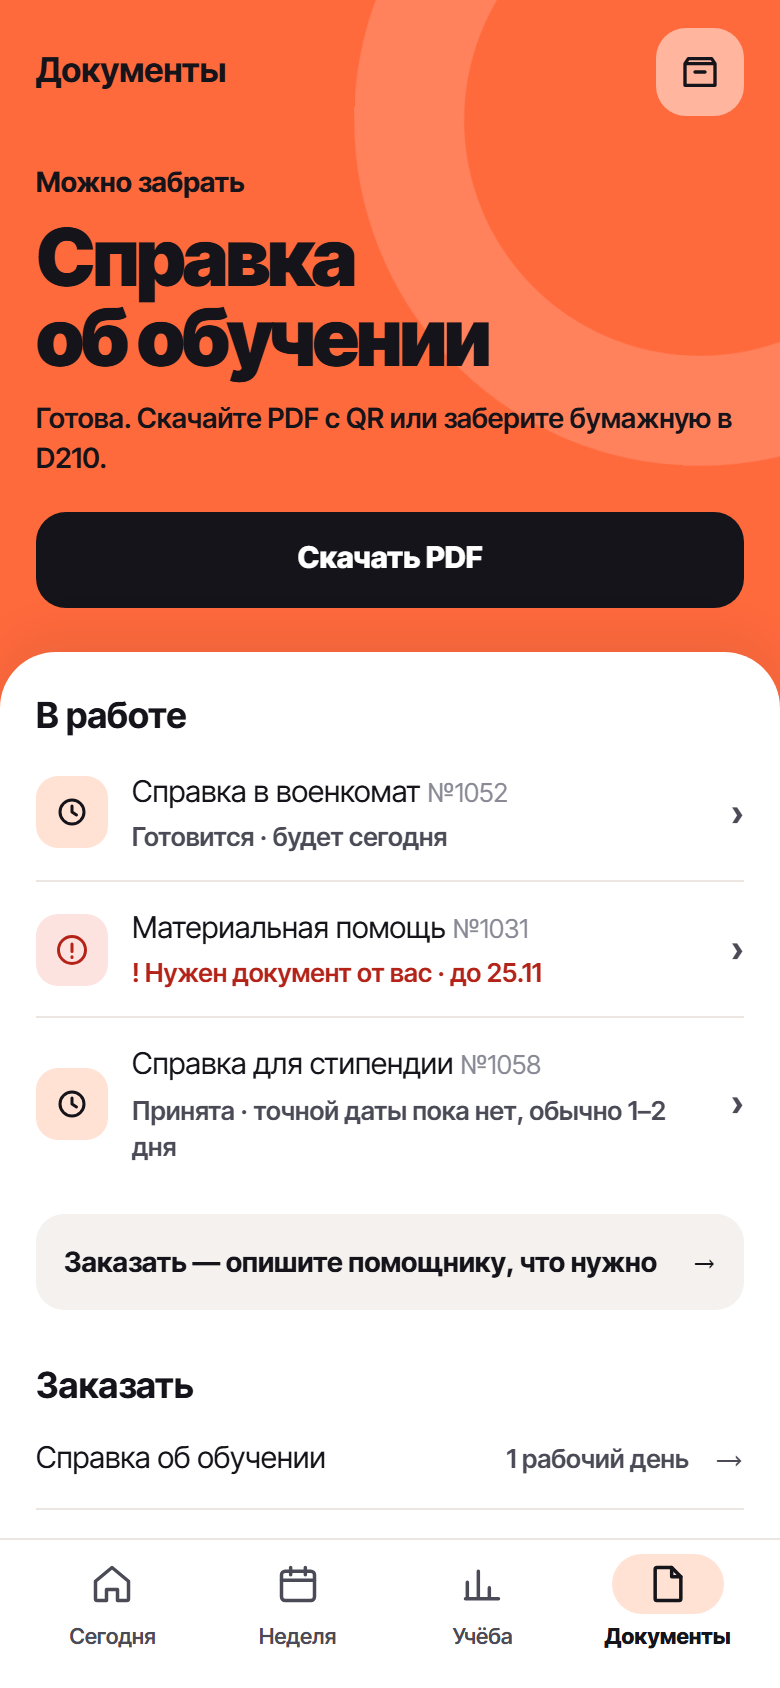 Документы
Можно забрать
Справка
об обучении
Готова. Скачайте PDF с QR или заберите бумажную в
D210.
Скачать PDF
В работе
Справка в военкомат №1052
Готовится · будет сегодня
Материальная помощь №1031
! Нужен документ от вас · до 25.11
Справка для стипендии №1058
Принята · точной даты пока нет, обычно 1–2
дня
Заказать — опишите помощнику, что нужно →
Заказать
Справка об обучении 1 рабочий день →
Сегодня Неделя Учёба Документы